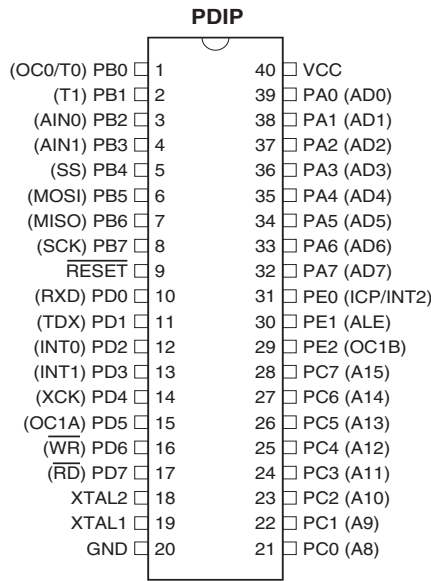 PDIP
(OC0/T0) PB0 1 40 VCC
(T1) PB1 2 39 PA0 (AD0)
(AIN0) PB2 3 38 PA1 (AD1)
(AIN1) PB3 4 37 PA2 (AD2)
(SS) PB4 5 36 PA3 (AD3)
(MOSI) PB5 6 35 PA4 (AD4)
(MISO) PB6 7 34 PA5 (AD5)
(SCK) PB7 8 33 PA6 (AD6)
RESET 9 32 PA7 (AD7)
(RXD) PD0 10 31 PE0 (ICP/INT2)
(TDX) PD1 11 30 PE1 (ALE)
(INT0) PD2 12 29 PE2 (OC1B)
(INT1) PD3 13 28 PC7 (A15)
(XCK) PD4 14 27 PC6 (A14)
(OC1A) PD5 15 26 PC5 (A13)
(WR) PD6 16 25 PC4 (A12)
(RD) PD7 17 24 PC3 (A11)
XTAL2 18 23 PC2 (A10)
XTAL1 19 22 PC1 (A9)
GND 20 21 PC0 (A8)